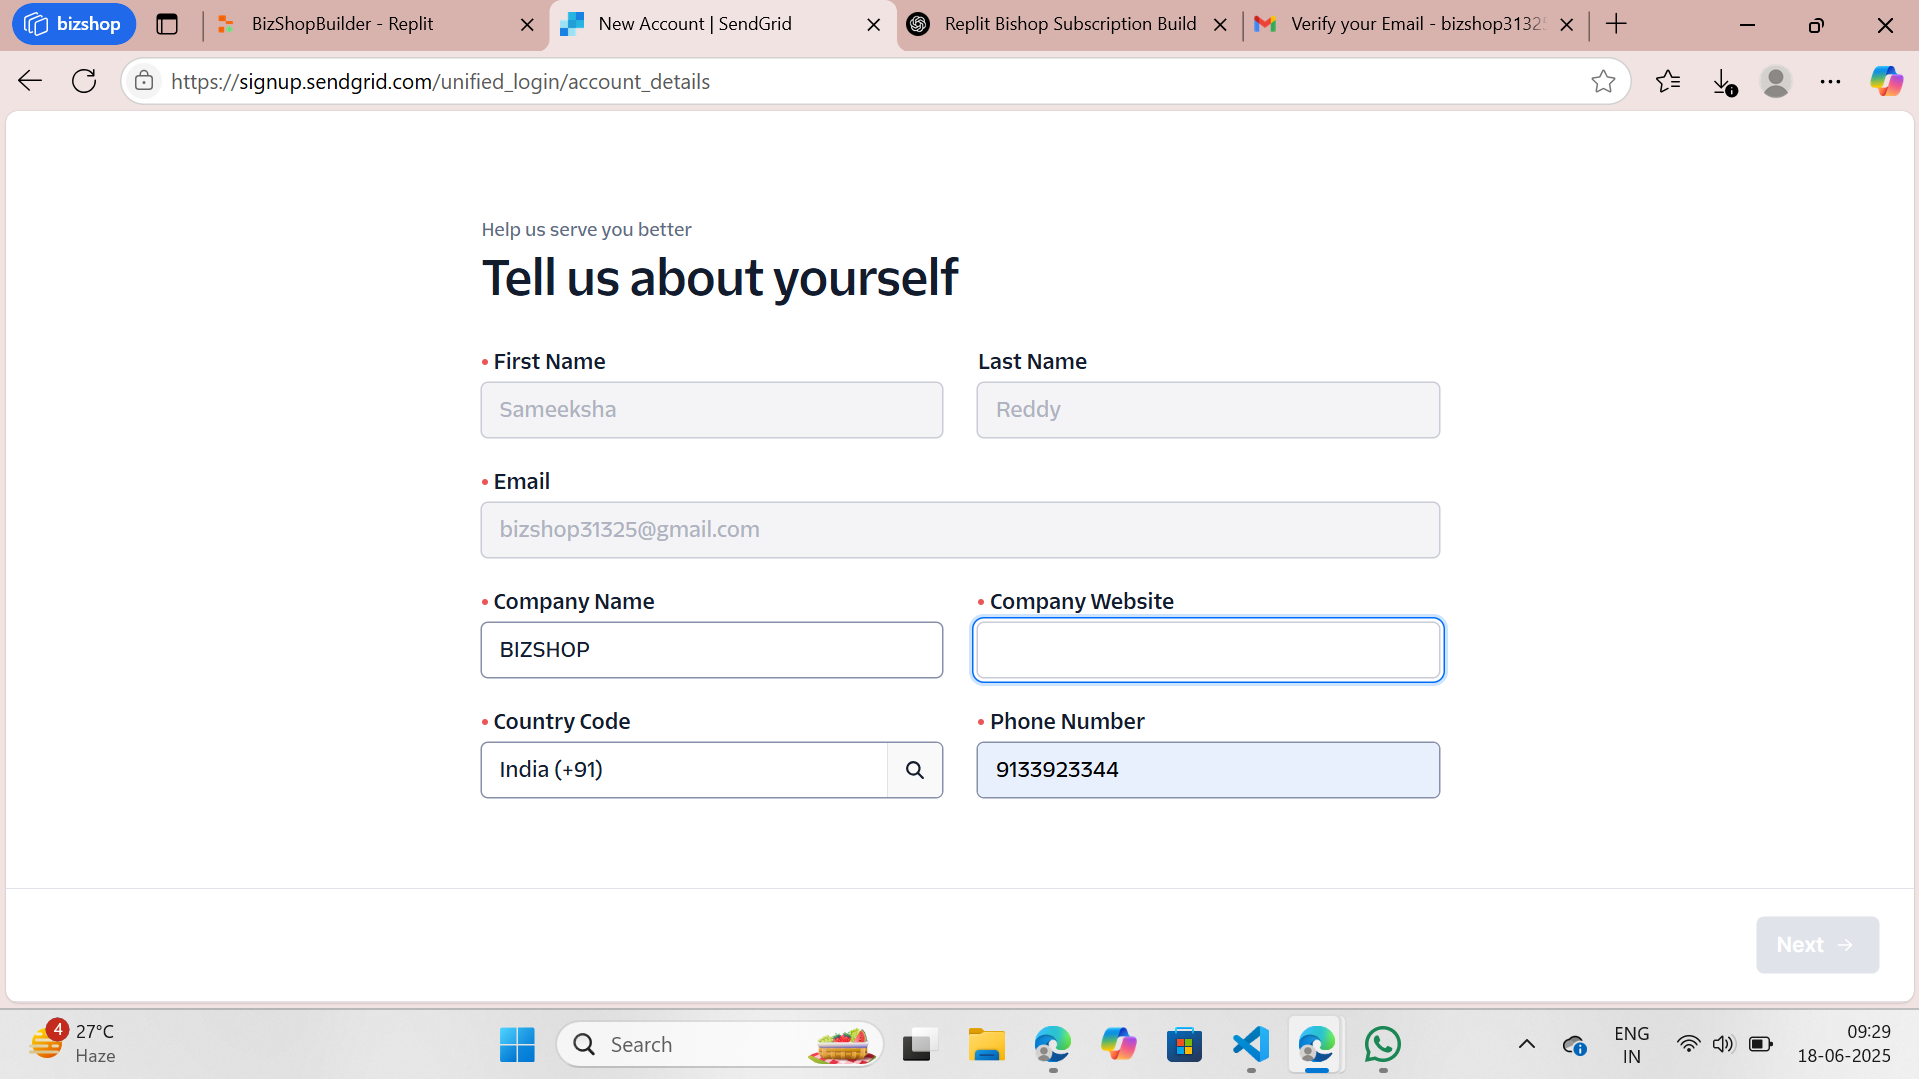 bizshop
BizShopBuilder - Replit
New Account | SendGrid
Replit Bishop Subscription Build
Verify your Email - bizshop3132
https://signup.sendgrid.com/unified_login/account_details
Help us serve you better
Tell us about yourself
• First Name
Last Name
Sameeksha
Reddy
• Email
bizshop31325@gmail.com
• Company Name
• Company Website
BIZSHOP
• Country Code
• Phone Number
India (+91)
9133923344
Next →
4
27°C
Haze
Search
ENG
IN
09:29
18-06-2025